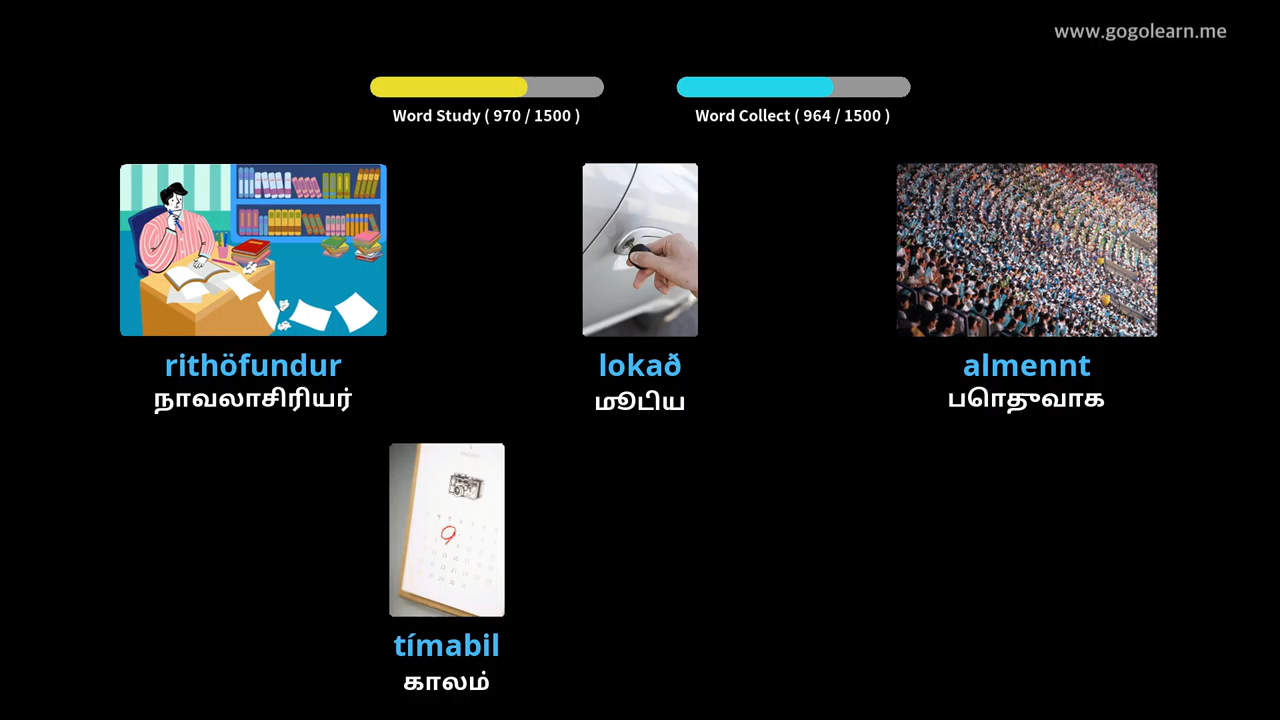 www.gogolearn.me
Word Study ( 970 / 1500 )
Word Collect ( 964 / 1500 )
rithöfundur
நாவலாசிரியர்
lokað
மூடிய
almennt
பொதுவாக
tímabil
காலம்